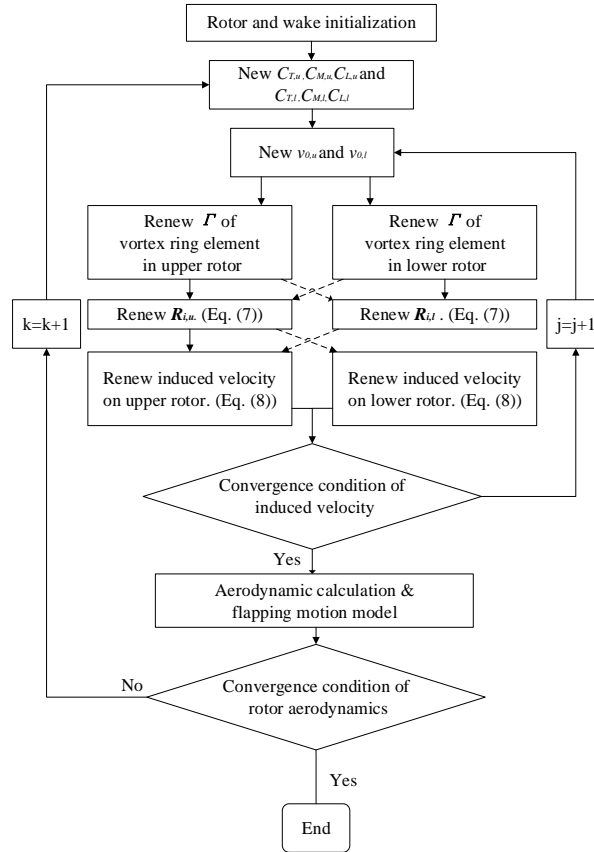 Rotor and wake initialization
New C_{T,u}, C_{M,u}, C_{L,u} and
C_{T,l}, C_{M,l}, C_{L,l}
New v_{0,u} and v_{0,l}
Renew Γ of
vortex ring element
in upper rotor
Renew Γ of
vortex ring element
in lower rotor
k=k+1
Renew R_{i,u}. (Eq. (7))
Renew R_{i,l} . (Eq. (7))
j=j+1
Renew induced velocity
on upper rotor. (Eq. (8))
Renew induced velocity
on lower rotor. (Eq. (8))
Convergence condition of
induced velocity
Yes
Aerodynamic calculation &
flapping motion model
No
Convergence condition of
rotor aerodynamics
Yes
End